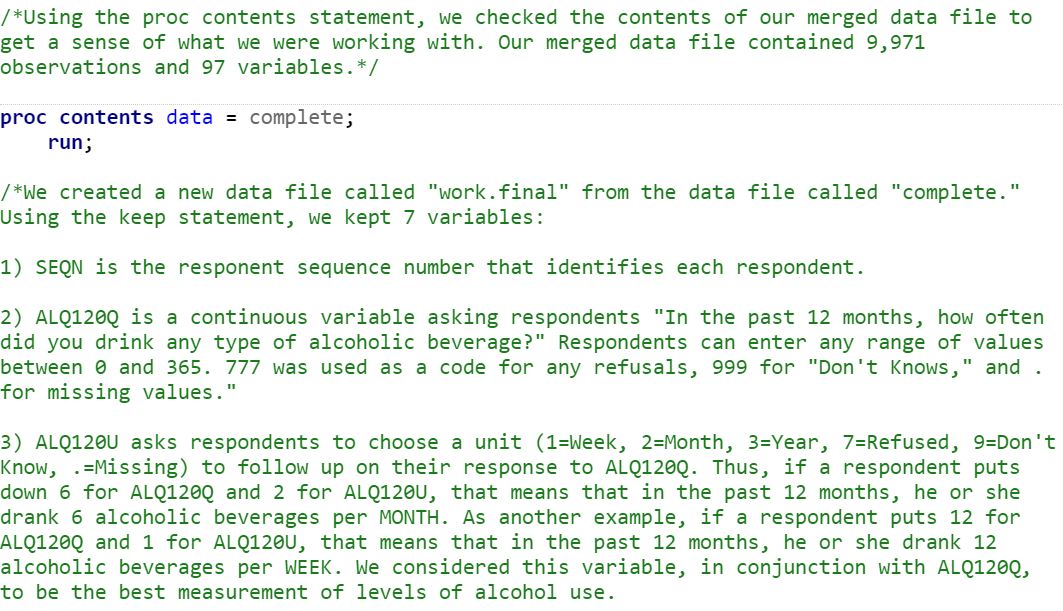 /*Using the proc contents statement, we checked the contents of our merged data file to
get a sense of what we were working with. Our merged data file contained 9,971
observations and 97 variables.*/
proc contents data = complete;
run;
/*We created a new data file called "work.final" from the data file called "complete."
Using the keep statement, we kept 7 variables:
1) SEQN is the responent sequence number that identifies each respondent.
2) ALQ120Q is a continuous variable asking respondents "In the past 12 months, how often
did you drink any type of alcoholic beverage?" Respondents can enter any range of values
between 0 and 365. 777 was used as a code for any refusals, 999 for "Don't Knows," and .
for missing values."
3) ALQ120U asks respondents to choose a unit (1=Week, 2=Month, 3=Year, 7=Refused, 9=Don't
Know, .=Missing) to follow up on their response to ALQ120Q. Thus, if a respondent puts
down 6 for ALQ120Q and 2 for ALQ120U, that means that in the past 12 months, he or she
drank 6 alcoholic beverages per MONTH. As another example, if a respondent puts 12 for
ALQ120Q and 1 for ALQ120U, that means that in the past 12 months, he or she drank 12
alcoholic beverages per WEEK. We considered this variable, in conjunction with ALQ120Q,
to be the best measurement of levels of alcohol use.